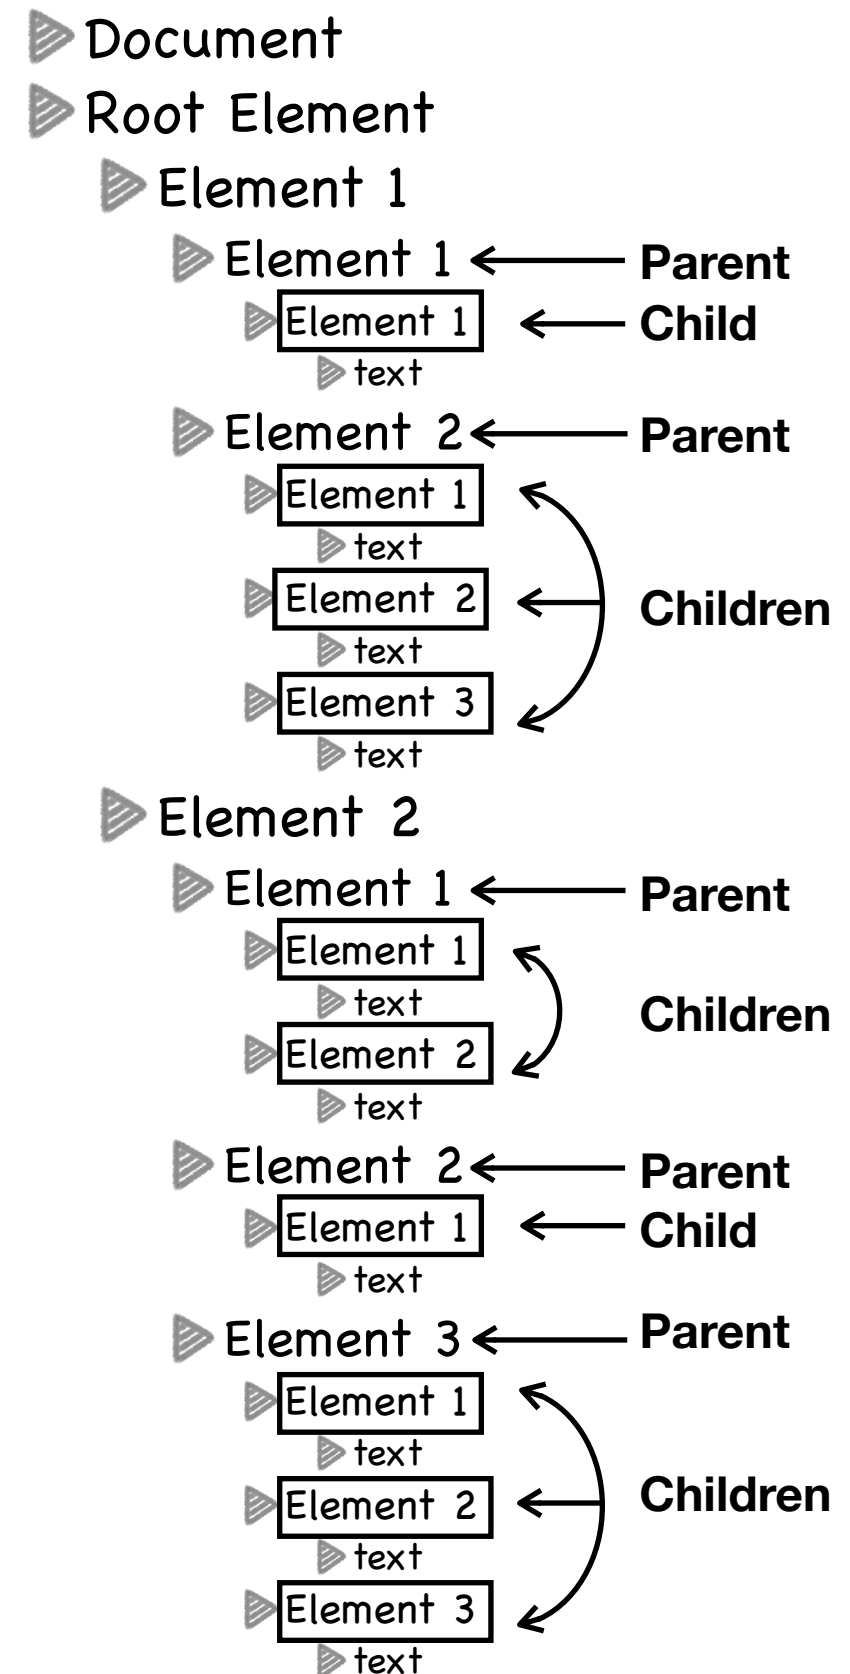 Document
Root Element
Element 1
Element 1 Parent
Element 1 Child
text
Element 2 Parent
Element 1
text
Element 2 Children
text
Element 3
text
Element 2
Element 1 Parent
Element 1
text
Children
Element 2
text
Element 2 Parent
Element 1 Child
text
Element 3 Parent
Element 1
text
Element 2 Children
text
Element 3
text